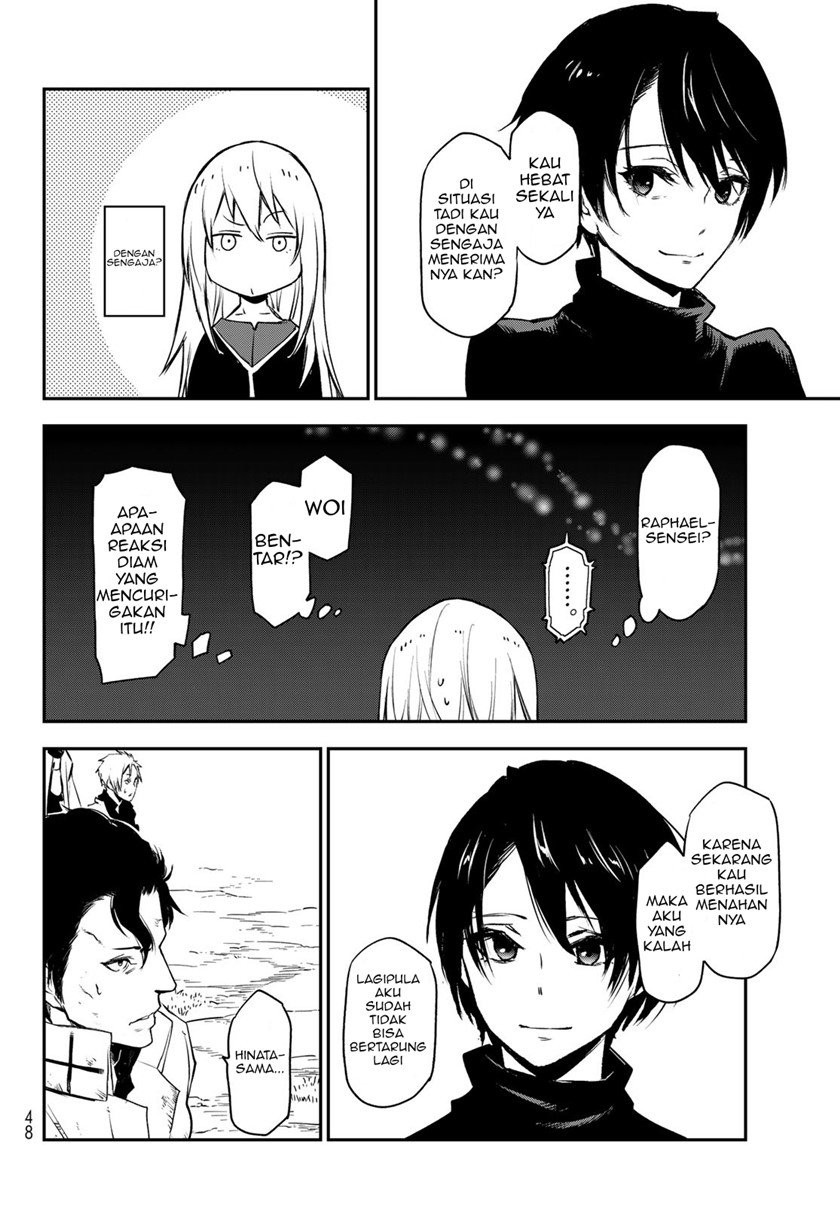 KAU
HEBAT
SEKALI
YA
DI
SITUASI
TADI KAU
DENGAN
SENGAJA
MENERIMA
NYA KAN?
DENGAN
SENGAJA?
RAPHAEL-
SENSEI?
.......
WOI
BEN-
TAR!?
APA-
APAAN
REAKSI
DIAM
YANG
MENCURI-
GAKAN
ITU!!
KARENA
SEKARANG
KAU
BERHASIL
MENAHAN
NYA
MAKA
AKU YANG
KALAH
LAGIPULA
AKU
SUDAH
TIDAK
BISA
BERTARUNG
LAGI
HINATA-
SAMA...
48